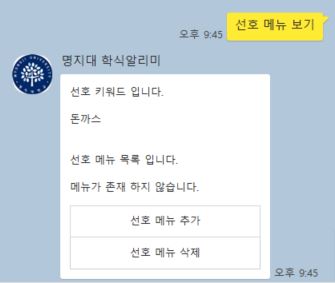 선호 메뉴 보기
오후 9:45
명지대 학식알리미
선호 키워드 입니다.
돈까스
선호 메뉴 목록 입니다.
메뉴가 존재 하지 않습니다.
선호 메뉴 추가
선호 메뉴 삭제
오후 9:45